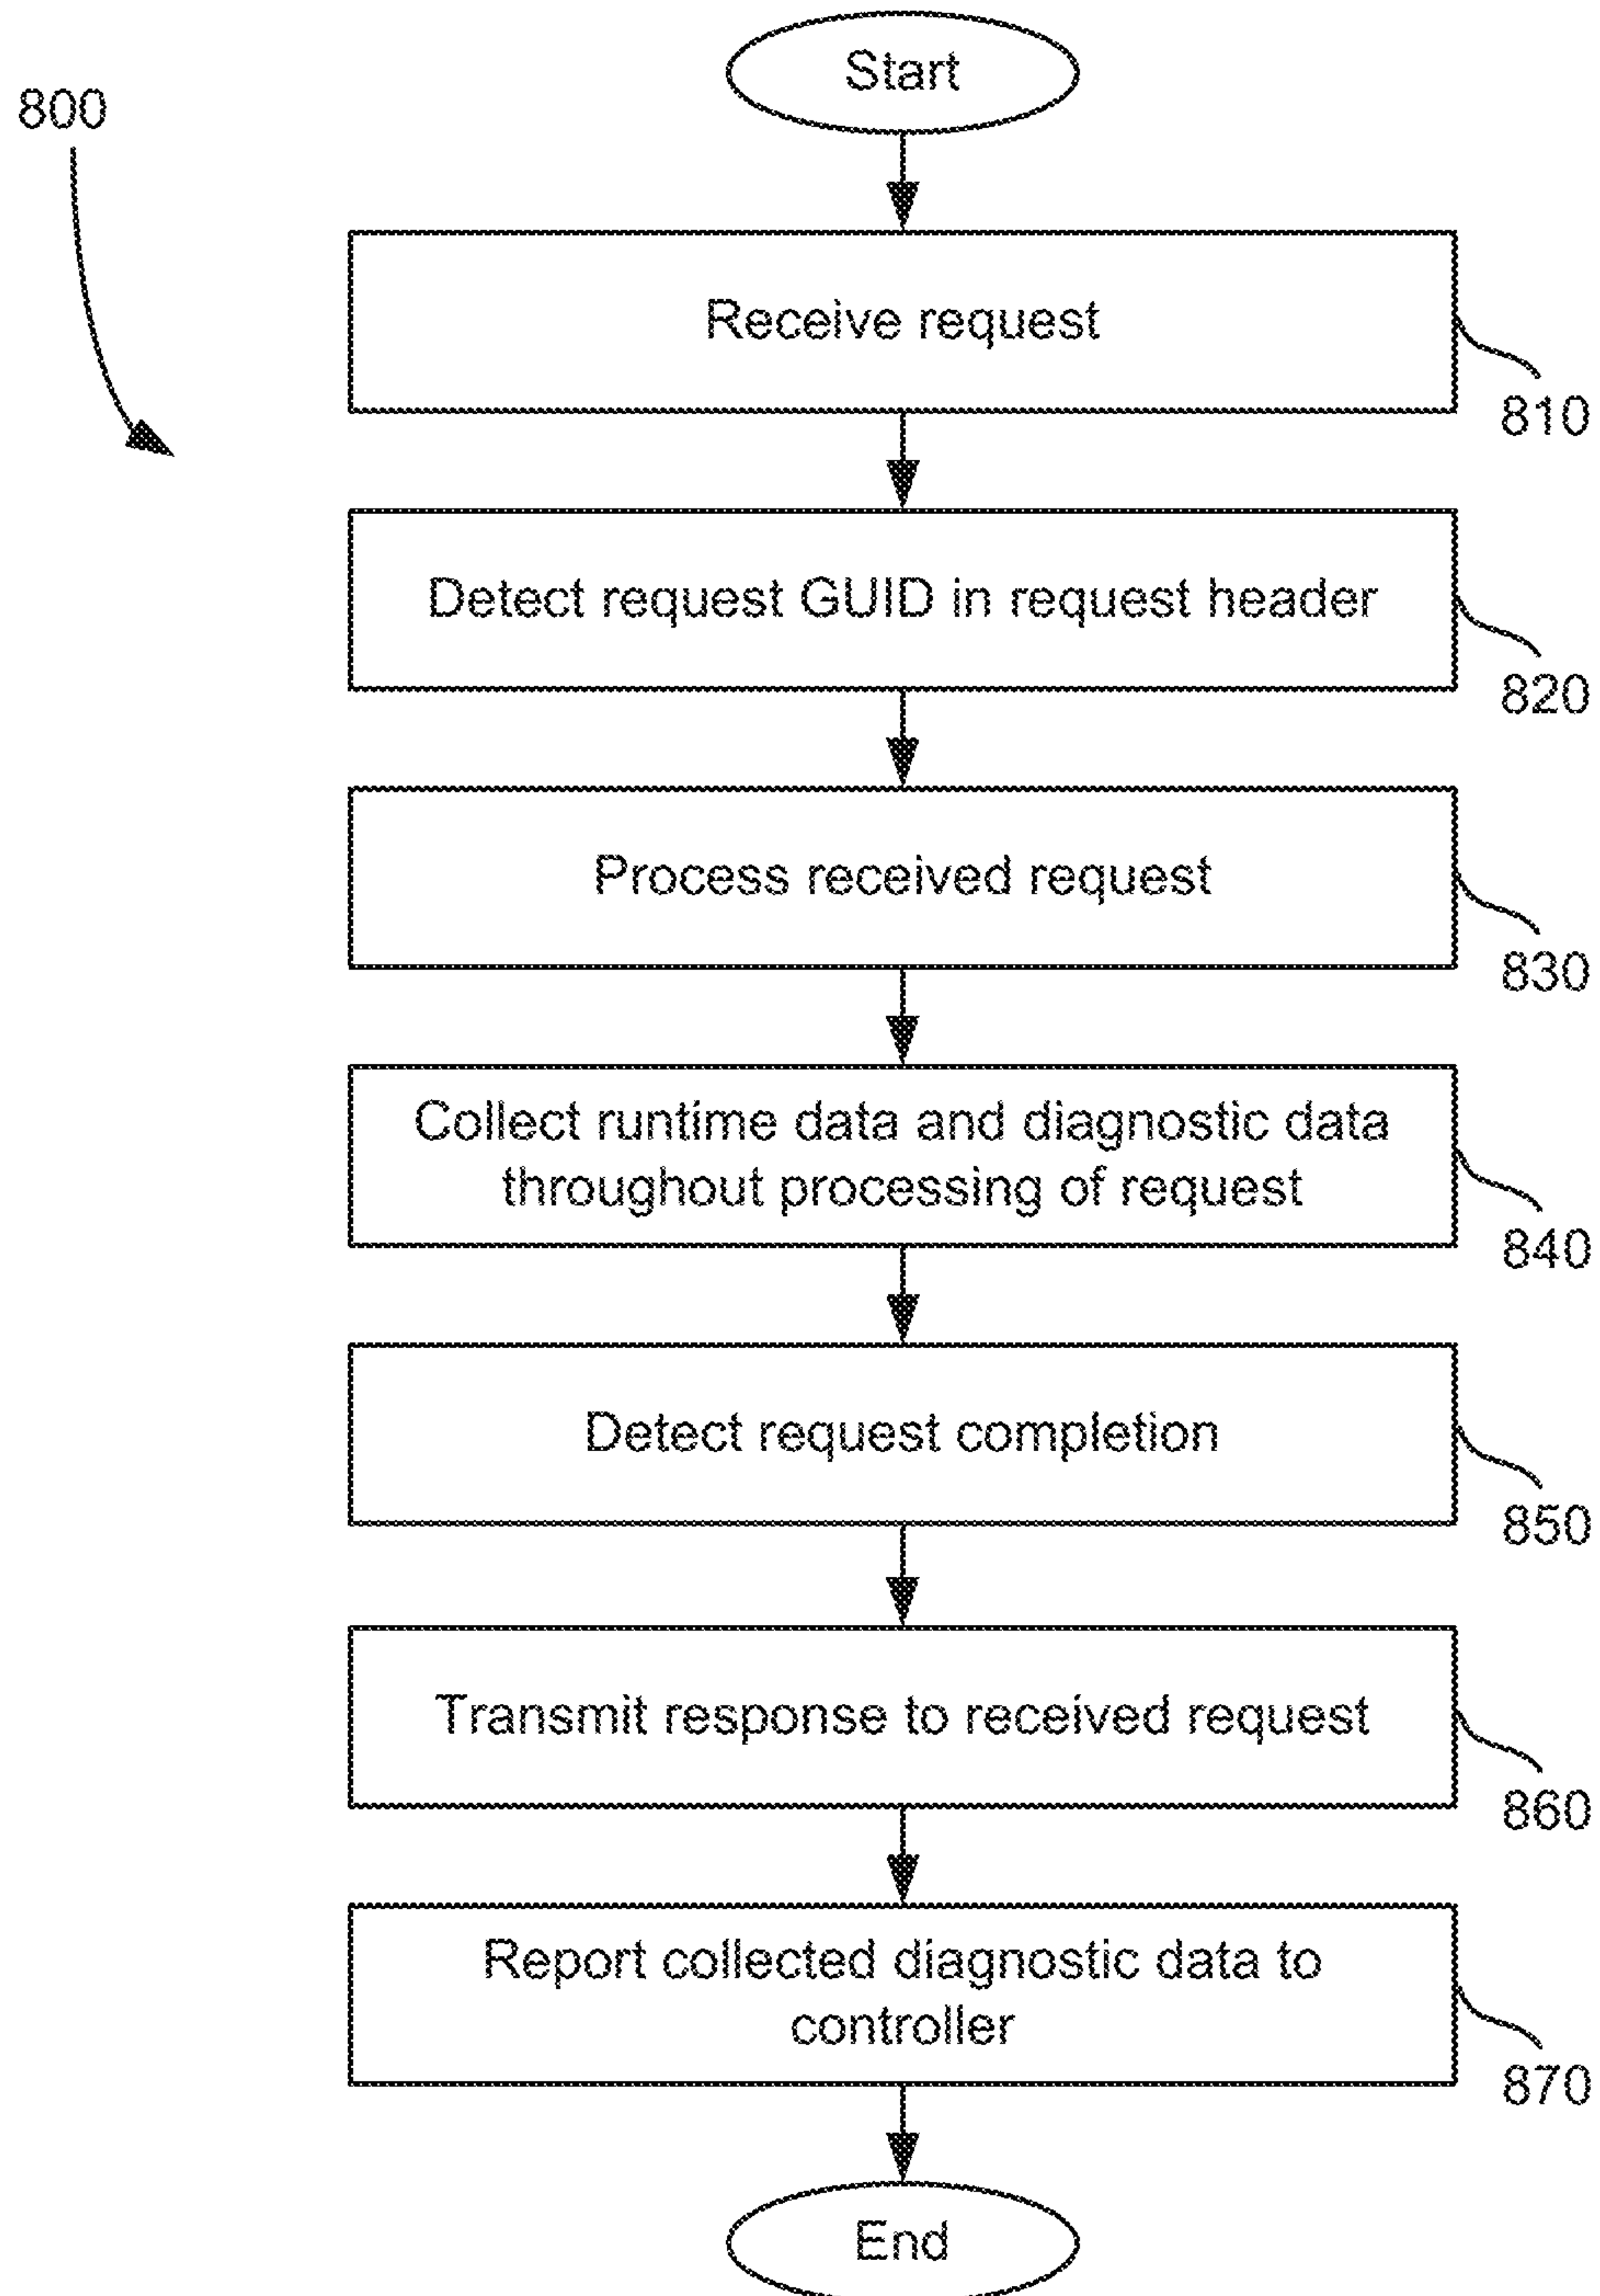 Start
800
Receive request
810
Detect request GUID in request header
820
Process received request
830
Collect runtime data and diagnostic data
throughout processing of request
840
Detect request completion
850
Transmit response to received request
860
Report collected diagnostic data to
controller
870
End